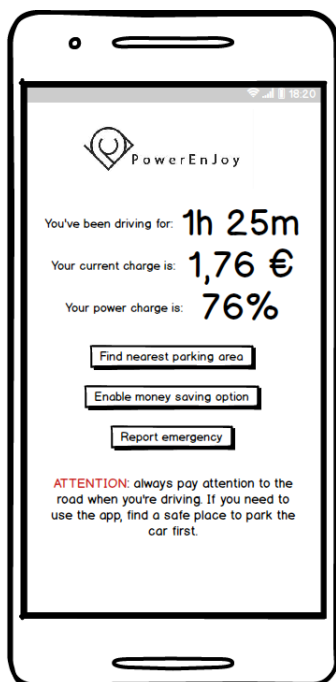 18:20
PowerEnJoy
You've been driving for: 1h 25m
Your current charge is: 1,76 €
Your power charge is: 76%
Find nearest parking area
Enable money saving option
Report emergency
ATTENTION: always pay attention to the
road when you're driving. If you need to
use the app, find a safe place to park the
car first.